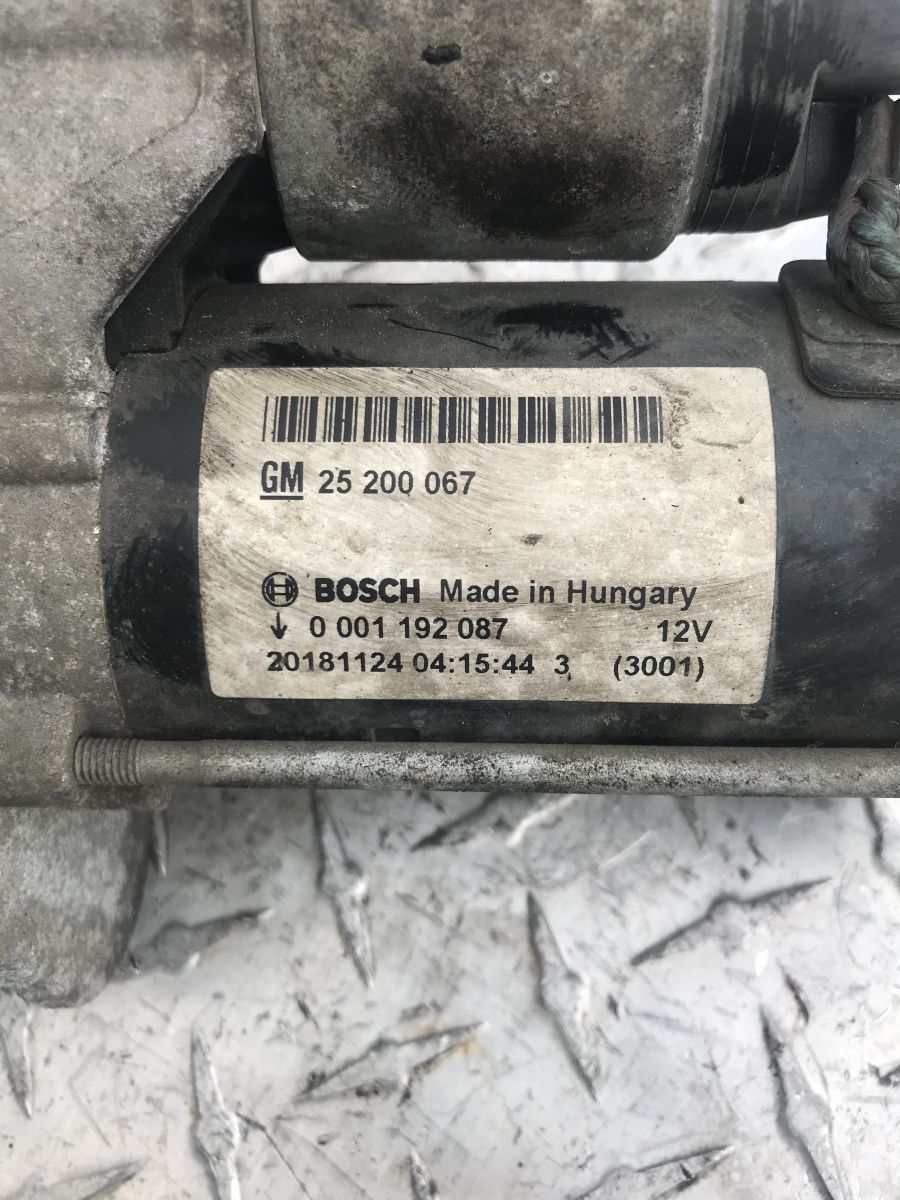 GM 25 200 067
BOSCH Made in Hungary
↓ 0 001 192 087 12V
20181124 04:15:44 3 (3001)